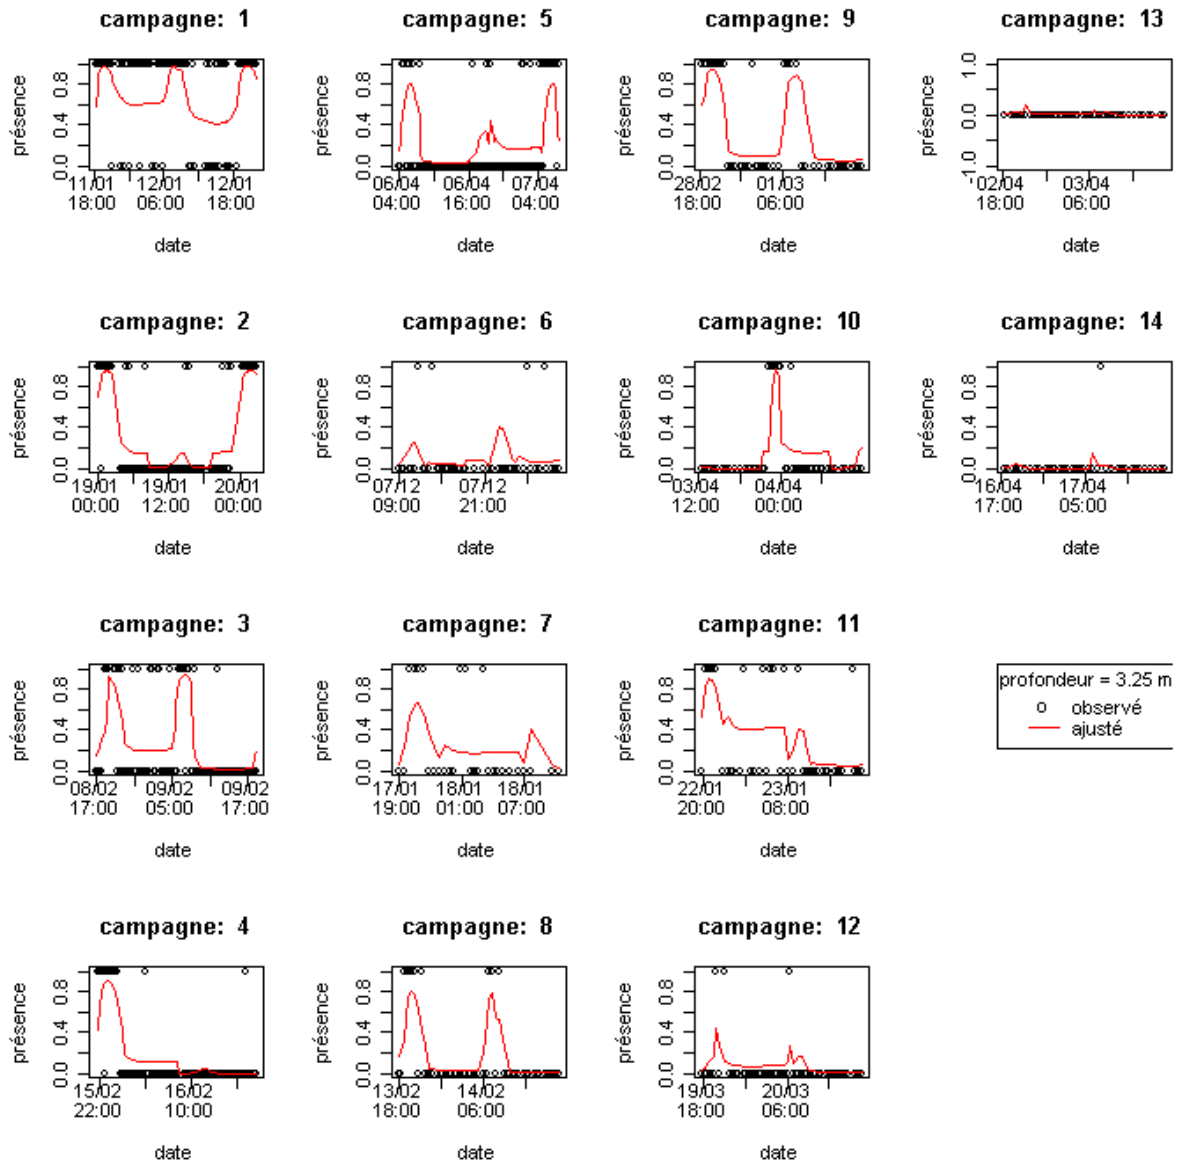 campagne: 1
présence
0.0 0.4 0.8
11/01 12/01 12/01
18:00 06:00 18:00
date
campagne: 5
présence
0.0 0.4 0.8
06/04 06/04 07/04
04:00 16:00 04:00
date
campagne: 9
présence
0.0 0.4 0.8
28/02 01/03
18:00 06:00
date
campagne: 13
présence
-1.0 0.0 1.0
02/04 03/04
18:00 06:00
date
campagne: 2
présence
0.0 0.4 0.8
19/01 19/01 20/01
00:00 12:00 00:00
date
campagne: 6
présence
0.0 0.4 0.8
07/12 07/12
09:00 21:00
date
campagne: 10
présence
0.0 0.4 0.8
03/04 04/04
12:00 00:00
date
campagne: 14
présence
0.0 0.4 0.8
16/04 17/04
17:00 05:00
date
campagne: 3
présence
0.0 0.4 0.8
08/02 09/02 09/02
17:00 05:00 17:00
date
campagne: 7
présence
0.0 0.4 0.8
17/01 18/01 18/01
19:00 01:00 07:00
date
campagne: 11
présence
0.0 0.4 0.8
22/01 23/01
20:00 08:00
date
profondeur = 3.25 m
observé
ajusté
campagne: 4
présence
0.0 0.4 0.8
15/02 16/02
22:00 10:00
date
campagne: 8
présence
0.0 0.4 0.8
13/02 14/02
18:00 06:00
date
campagne: 12
présence
0.0 0.4 0.8
19/03 20/03
18:00 06:00
date